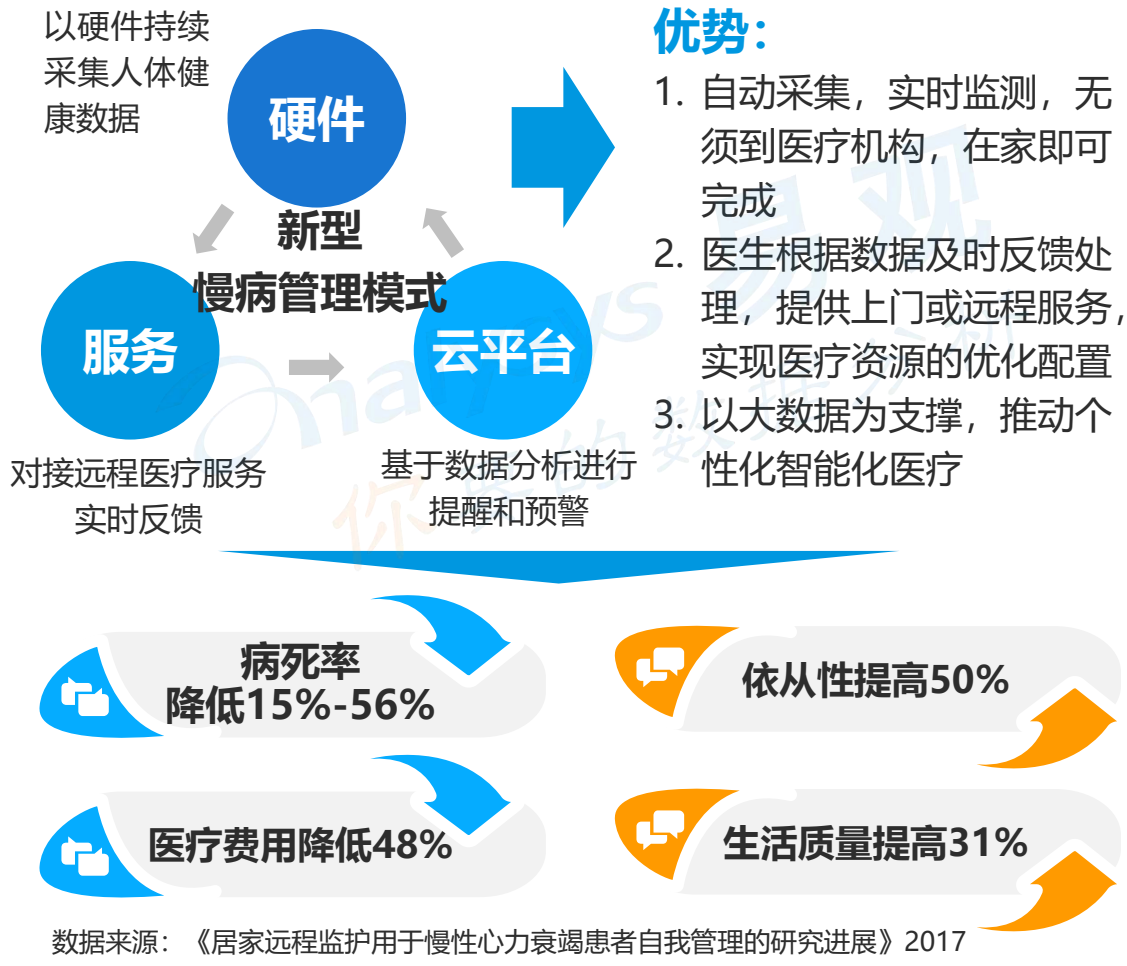 以硬件持续
采集人体健
康数据
硬件
新型
慢病管理模式
服务
云平台
对接远程医疗服务
实时反馈
基于数据分析进行
提醒和预警
优势：
1. 自动采集，实时监测，无
须到医疗机构，在家即可
完成
2. 医生根据数据及时反馈处
理，提供上门或远程服务，
实现医疗资源的优化配置
3. 以大数据为支撑，推动个
性化智能化医疗
易观
analysys
病死率
降低15%-56%
依从性提高50%
医疗费用降低48%
生活质量提高31%
数据来源：《居家远程监护用于慢性心力衰竭患者自我管理的研究进展》2017